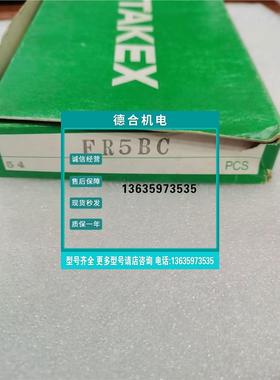 TAKEX
德合机电
诚信经营
FR5BC
54
PCS
售后保障
13635973535
现货秒发
质保一年
型号齐全 更多型号请店咨询 电话:13635973535